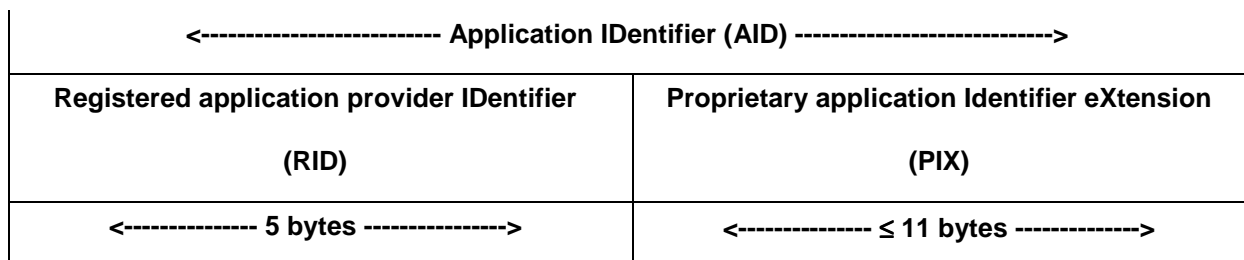 <--------------------------- Application IDentifier (AID) ----------------------------->
Registered application provider IDentifier Proprietary application Identifier eXtension
(RID) (PIX)
<--------------- 5 bytes ----------------> <--------------- ≤ 11 bytes -------------->